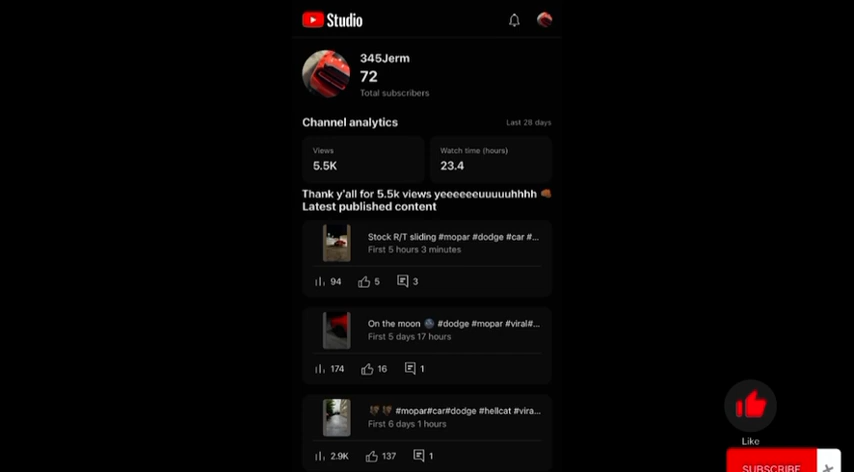 Studio
345Jerm
72
Total subscribers
Channel analytics
Last 28 days
Views
Watch time (hours)
5.5K
23.4
Thank y'all for 5.5k views yeeeeeeuuuuuhhhh
Latest published content
Stock R/T sliding #mopar #dodge #car #...
First 5 hours 3 minutes
94 5 3
On the moon #dodge #mopar #viral#...
First 5 days 17 hours
174 16 1
#mopar#car#dodge #hellcat #vira...
First 6 days 1 hours
2.9K 137 1
Like
SUBSCRIBE